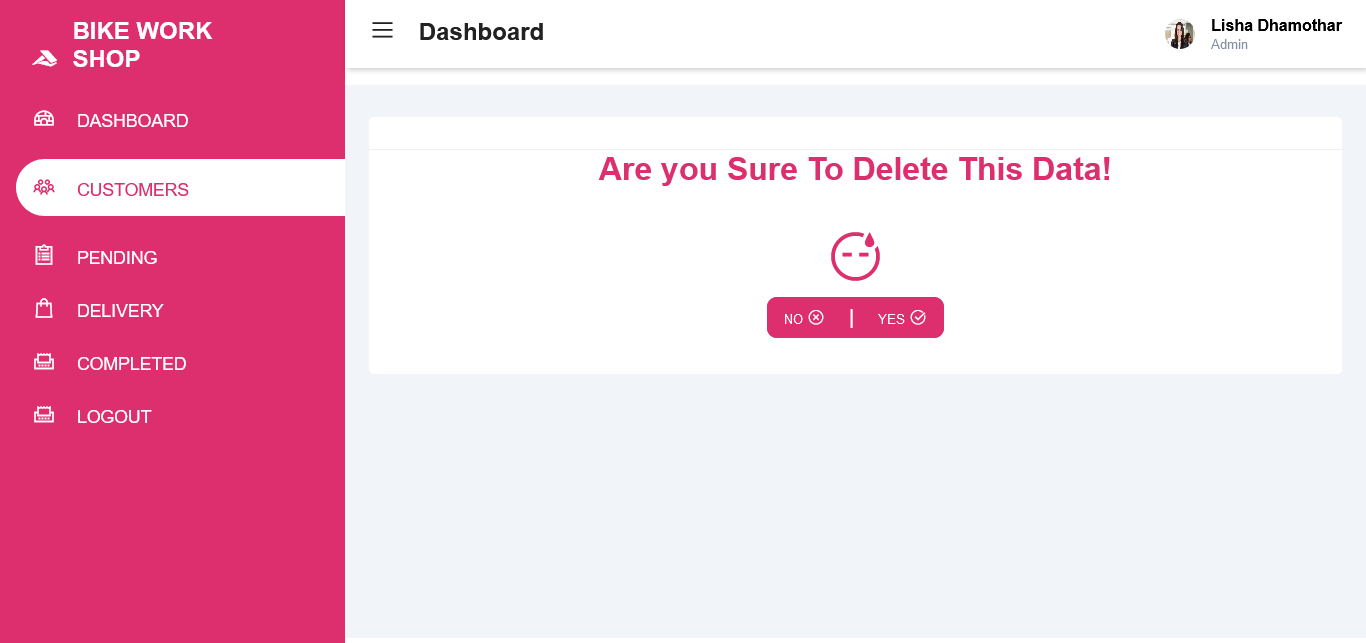 BIKE WORK
SHOP
DASHBOARD
CUSTOMERS
PENDING
DELIVERY
COMPLETED
LOGOUT
Dashboard
Lisha Dhamothar
Admin
Are you Sure To Delete This Data!
NO | YES